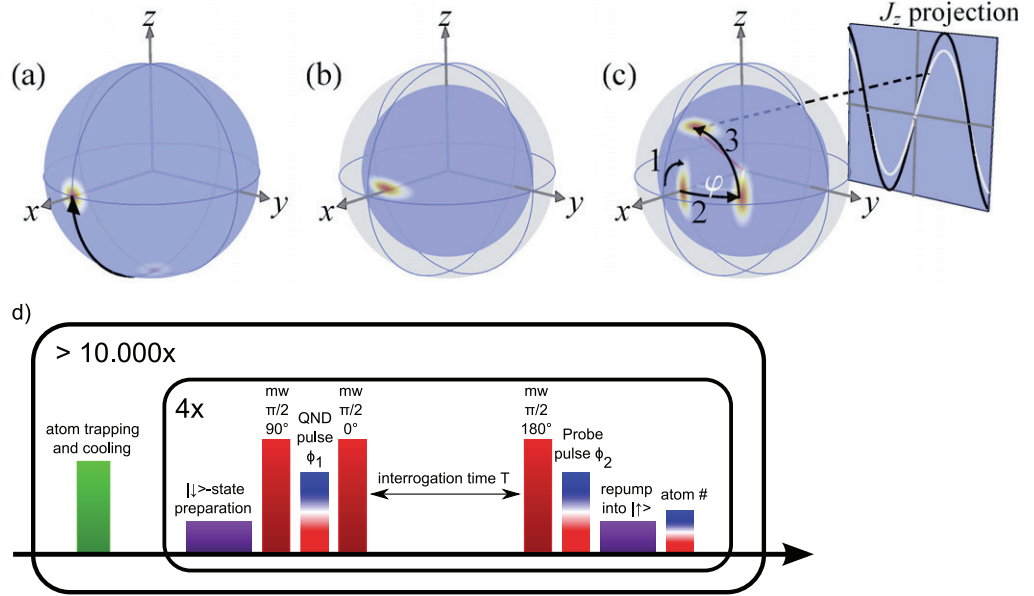 (a)
z
x
y
(b)
z
x
y
(c)
z
x
y
1
2
3
φ
J_z projection
d)
> 10.000x
4x
atom trapping
and cooling
|↓>-state
preparation
mw
π/2
90°
QND
pulse
ϕ₁
mw
π/2
0°
interrogation time T
mw
π/2
180°
Probe
pulse ϕ₂
repump
into |↑>
atom #